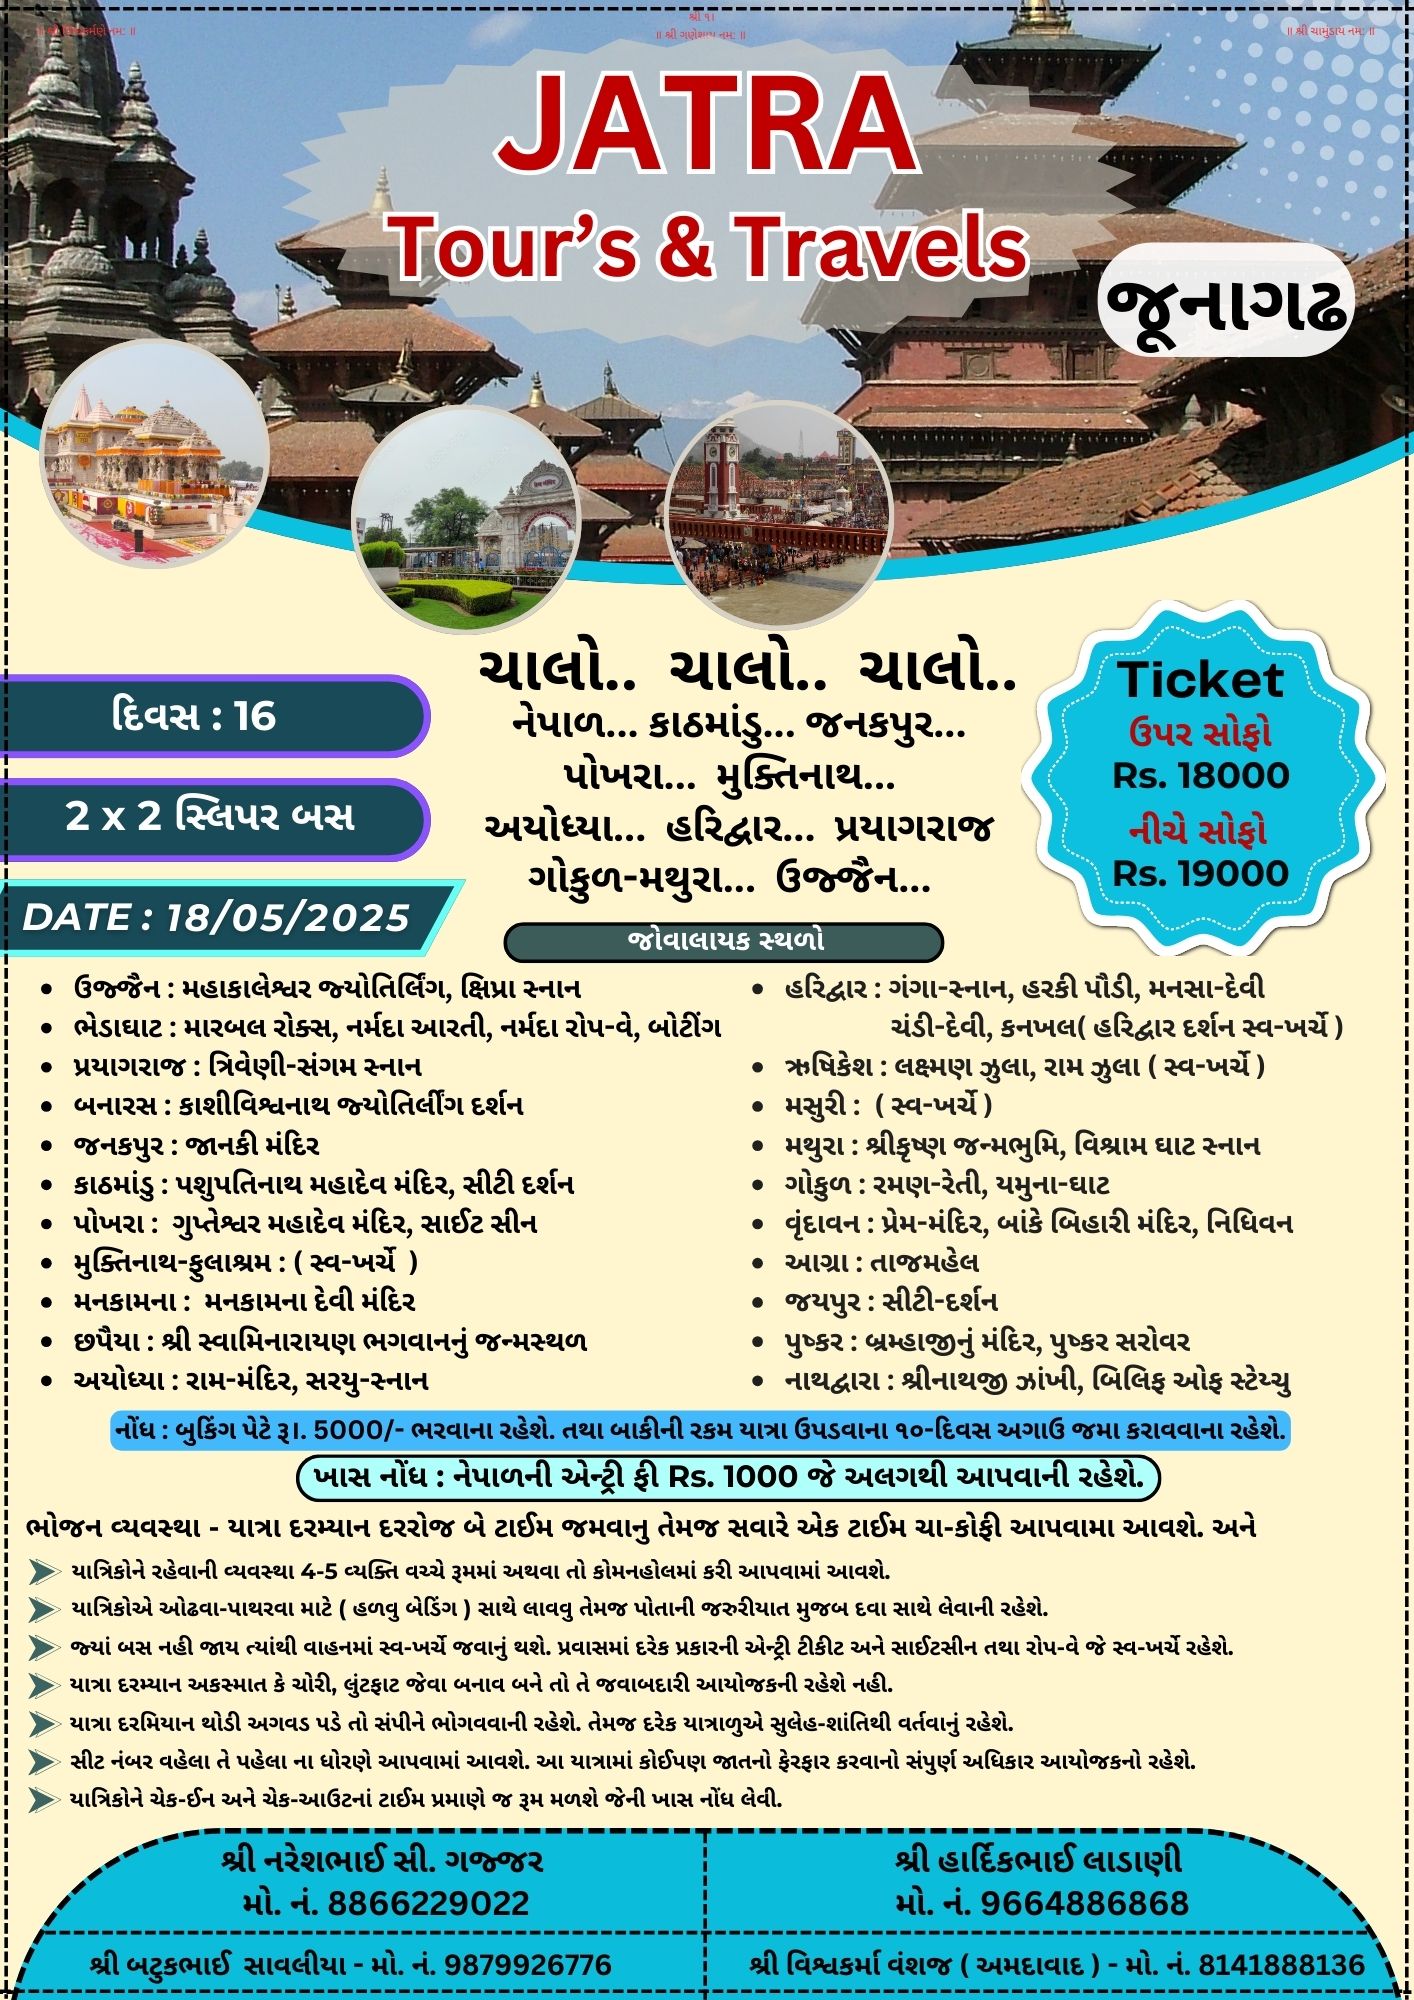 શ્રી ૧।
॥ શ્રી ગણેશાય નમઃ ॥
॥ શ્રી ચામુંડાય નમઃ ॥
JATRA
Tour's & Travels
જૂનાગઢ
ચાલો.. ચાલો.. ચાલો..
નેપાળ... કાઠમાંડુ... જનકપુર...
પોખરા... મુક્તિનાથ...
અયોધ્યા... હરિદ્વાર... પ્રયાગરાજ
ગોકુળ-મથુરા... ઉજ્જૈન...
દિવસ : 16
2 x 2 સ્લિપર બસ
DATE : 18/05/2025
Ticket
ઉપર સોફો
Rs. 18000
નીચે સોફો
Rs. 19000
જોવાલાયક સ્થળો
ઉજ્જૈન : મહાકાલેશ્વર જ્યોતિર્લિંગ, ક્ષિપ્રા સ્નાન
ભેડાઘાટ : મારબલ રોક્સ, નર્મદા આરતી, નર્મદા રોપ-વે, બોટીંગ
પ્રયાગરાજ : ત્રિવેણી-સંગમ સ્નાન
બનારસ : કાશીવિશ્વનાથ જ્યોતિર્લીંગ દર્શન
જનકપુર : જાનકી મંદિર
કાઠમાંડુ : પશુપતિનાથ મહાદેવ મંદિર, સીટી દર્શન
પોખરા : ગુપ્તેશ્વર મહાદેવ મંદિર, સાઈટ સીન
મુક્તિનાથ-ફુલાશ્રમ : ( સ્વ-ખર્ચે )
મનકામના : મનકામના દેવી મંદિર
છપૈયા : શ્રી સ્વામિનારાયણ ભગવાનનું જન્મસ્થળ
અયોધ્યા : રામ-મંદિર, સરયુ-સ્નાન
હરિદ્વાર : ગંગા-સ્નાન, હરકી પૌડી, મનસા-દેવી
ચંડી-દેવી, કનખલ( હરિદ્વાર દર્શન સ્વ-ખર્ચે )
ઋષિકેશ : લક્ષ્મણ ઝુલા, રામ ઝુલા ( સ્વ-ખર્ચે )
મસુરી : ( સ્વ-ખર્ચે )
મથુરા : શ્રીકૃષ્ણ જન્મભુમિ, વિશ્રામ ઘાટ સ્નાન
ગોકુળ : રમણ-રેતી, યમુના-ઘાટ
વૃંદાવન : પ્રેમ-મંદિર, બાંકે બિહારી મંદિર, નિધિવન
આગ્રા : તાજમહેલ
જયપુર : સીટી-દર્શન
પુષ્કર : બ્રમ્હાજીનું મંદિર, પુષ્કર સરોવર
નાથદ્વારા : શ્રીનાથજી ઝાંખી, બિલિફ ઓફ સ્ટેચ્યુ
નોંધ : બુકિંગ પેટે રૂા. 5000/- ભરવાના રહેશે. તથા બાકીની રકમ યાત્રા ઉપડવાના ૧૦-દિવસ અગાઉ જમા કરાવવાના રહેશે.
ખાસ નોંધ : નેપાળની એન્ટ્રી ફી Rs. 1000 જે અલગથી આપવાની રહેશે.
ભોજન વ્યવસ્થા - યાત્રા દરમ્યાન દરરોજ બે ટાઈમ જમવાનુ તેમજ સવારે એક ટાઈમ ચા-કોફી આપવામા આવશે. અને
યાત્રિકોને રહેવાની વ્યવસ્થા 4-5 વ્યક્તિ વચ્ચે રૂમમાં અથવા તો કોમનહોલમાં કરી આપવામાં આવશે.
યાત્રિકોએ ઓઢવા-પાથરવા માટે ( હળવુ બેડિંગ ) સાથે લાવવુ તેમજ પોતાની જરુરીયાત મુજબ દવા સાથે લેવાની રહેશે.
જ્યાં બસ નહી જાય ત્યાંથી વાહનમાં સ્વ-ખર્ચે જવાનું થશે. પ્રવાસમાં દરેક પ્રકારની એન્ટ્રી ટીકીટ અને સાઈટસીન તથા રોપ-વે જે સ્વ-ખર્ચે રહેશે.
યાત્રા દરમ્યાન અકસ્માત કે ચોરી, લુંટફાટ જેવા બનાવ બને તો તે જવાબદારી આયોજકની રહેશે નહી.
યાત્રા દરમિયાન થોડી અગવડ પડે તો સંપીને ભોગવવાની રહેશે. તેમજ દરેક યાત્રાળુએ સુલેહ-શાંતિથી વર્તવાનું રહેશે.
સીટ નંબર વહેલા તે પહેલા ના ધોરણે આપવામાં આવશે. આ યાત્રામાં કોઈપણ જાતનો ફેરફાર કરવાનો સંપુર્ણ અધિકાર આયોજકનો રહેશે.
યાત્રિકોને ચેક-ઈન અને ચેક-આઉટનાં ટાઈમ પ્રમાણે જ રૂમ મળશે જેની ખાસ નોંધ લેવી.
શ્રી નરેશભાઈ સી. ગજ્જર
મો. નં. 8866229022
શ્રી હાર્દિકભાઈ લાડાણી
મો. નં. 9664886868
શ્રી બટુકભાઈ સાવલીયા - મો. નં. 9879926776
શ્રી વિશ્વકર્મા વંશજ ( અમદાવાદ ) - મો. નં. 8141888136